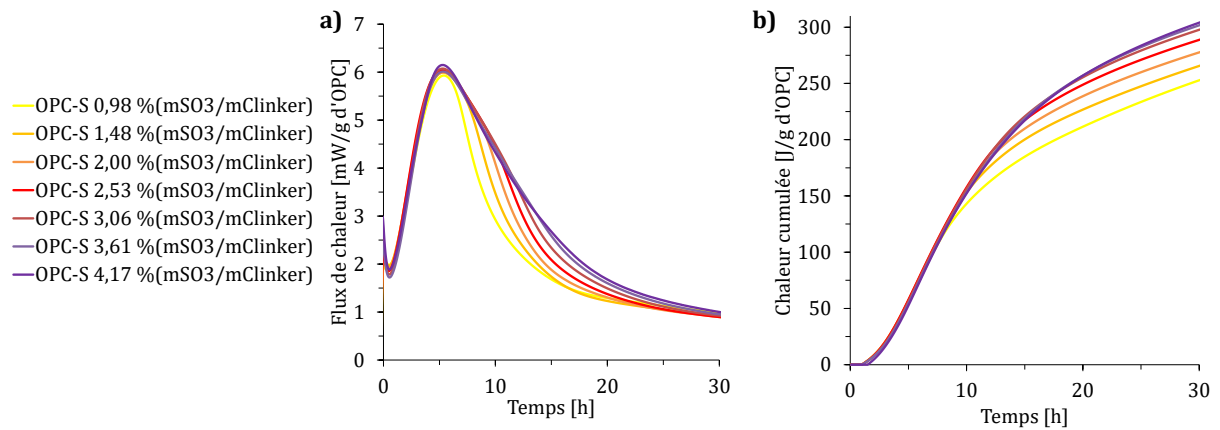 OPC-S 0,98 %(mSO3/mClinker)
OPC-S 1,48 %(mSO3/mClinker)
OPC-S 2,00 %(mSO3/mClinker)
OPC-S 2,53 %(mSO3/mClinker)
OPC-S 3,06 %(mSO3/mClinker)
OPC-S 3,61 %(mSO3/mClinker)
OPC-S 4,17 %(mSO3/mClinker)
a)
Flux de chaleur [mW/g d'OPC]
7
6
5
4
3
2
1
0
0
10
20
30
Temps [h]
b)
Chaleur cumulée [J/g d'OPC]
300
250
200
150
100
50
0
0
10
20
30
Temps [h]